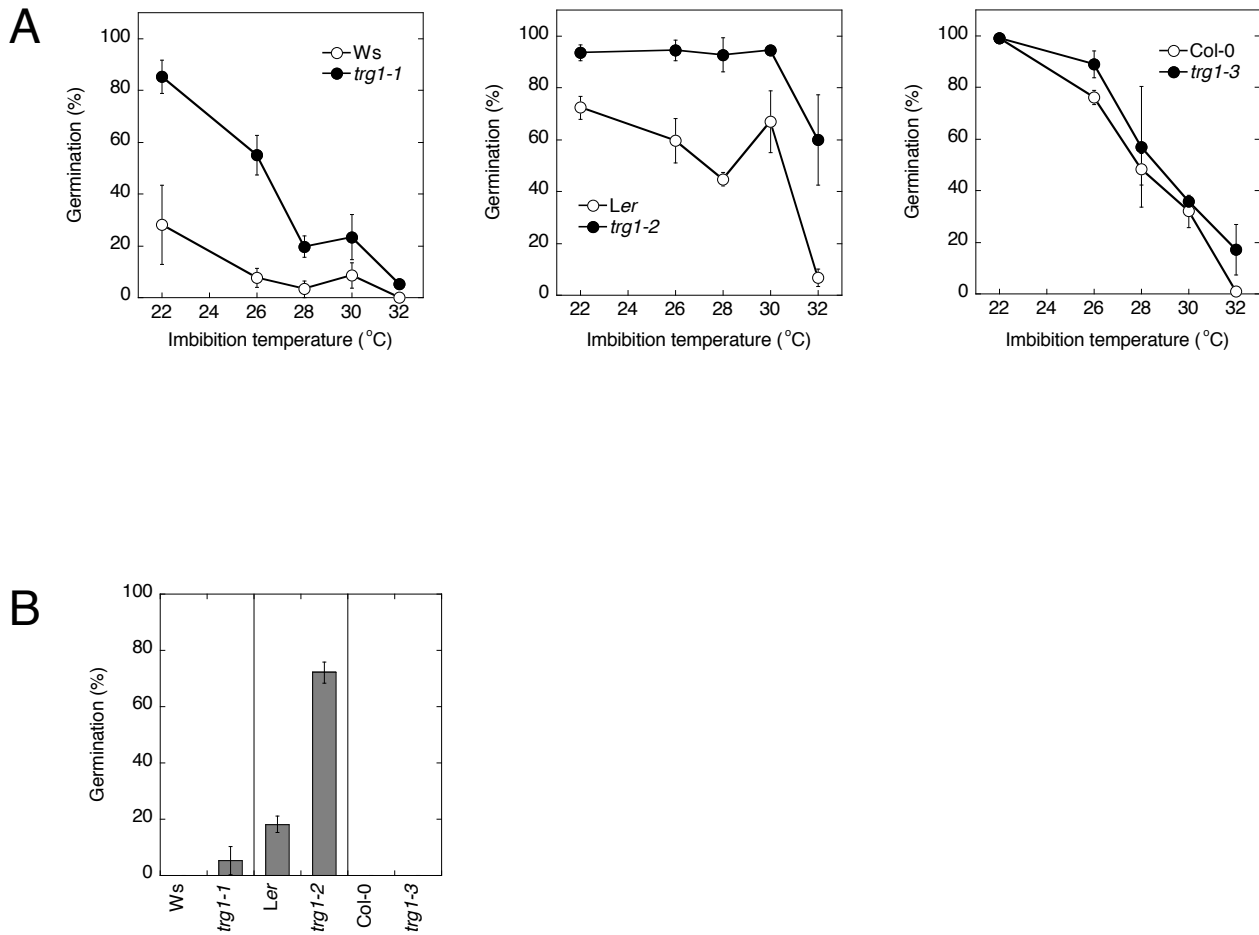 A
Germination (%)
100
80
60
40
20
0
Ws
trg1-1
22 24 26 28 30 32
Imbibition temperature (°C)
Germination (%)
100
80
60
40
20
0
Ler
trg1-2
22 24 26 28 30 32
Imbibition temperature (°C)
Germination (%)
100
80
60
40
20
0
Col-0
trg1-3
22 24 26 28 30 32
Imbibition temperature (°C)
B
Germination (%)
100
80
60
40
20
0
Ws
trg1-1
Ler
trg1-2
Col-0
trg1-3